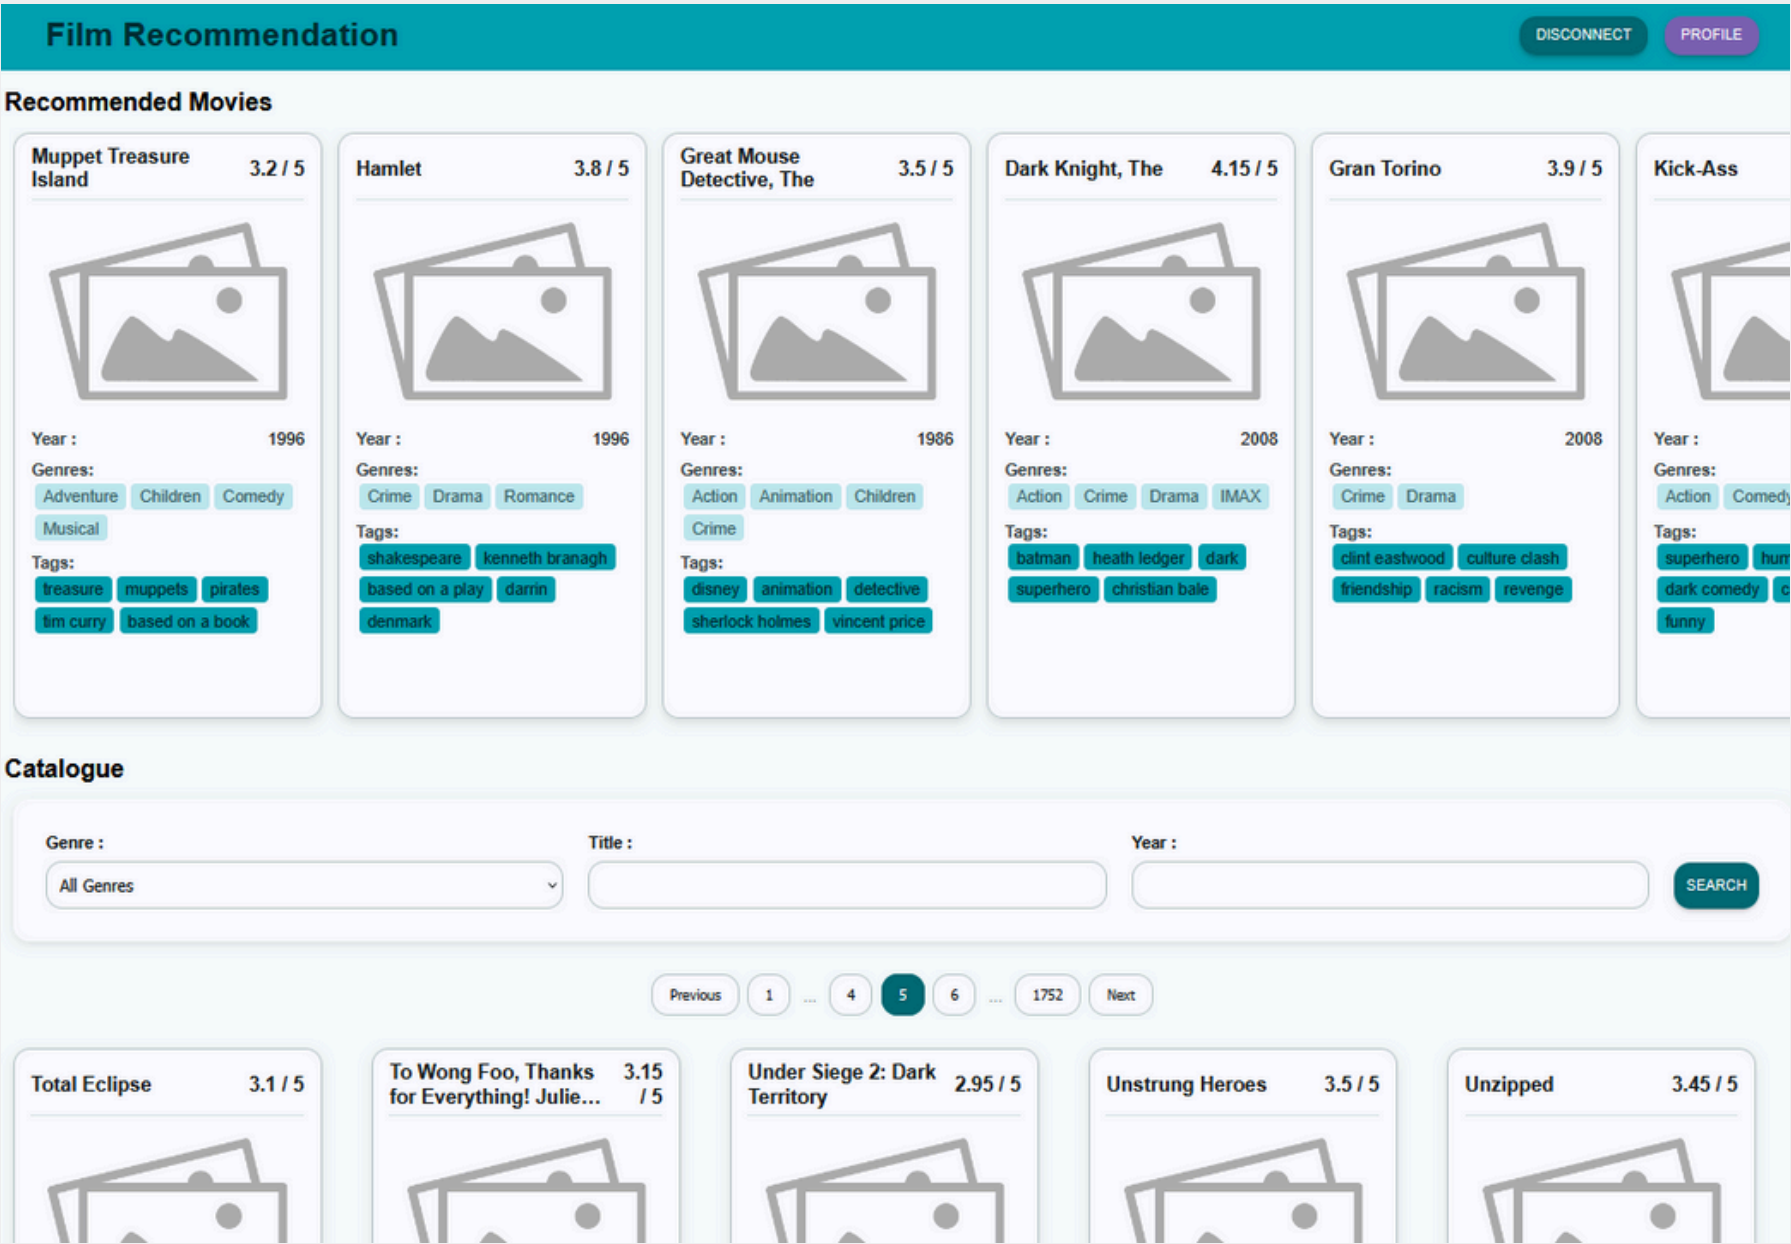 Film Recommendation
DISCONNECT
PROFILE
Recommended Movies
Muppet Treasure
Island
3.2 / 5
Year :
1996
Genres:
Adventure Children Comedy
Musical
Tags:
treasure muppets pirates
tim curry based on a book
Hamlet
3.8 / 5
Year :
1996
Genres:
Crime Drama Romance
Tags:
shakespeare kenneth branagh
based on a play darrin
denmark
Great Mouse
Detective, The
3.5 / 5
Year :
1986
Genres:
Action Animation Children
Crime
Tags:
disney animation detective
sherlock holmes vincent price
Dark Knight, The
4.15 / 5
Year :
2008
Genres:
Action Crime Drama IMAX
Tags:
batman heath ledger dark
superhero christian bale
Gran Torino
3.9 / 5
Year :
2008
Genres:
Crime Drama
Tags:
clint eastwood culture clash
friendship racism revenge
Kick-Ass
Year :
Genres:
Action Comedy
Tags:
superhero
dark comedy
funny
Catalogue
Genre :
All Genres
Title :
Year :
SEARCH
Previous 1 ... 4 5 6 ... 1752 Next
Total Eclipse
3.1 / 5
To Wong Foo, Thanks
for Everything! Julie...
3.15
/ 5
Under Siege 2: Dark
Territory
2.95 / 5
Unstrung Heroes
3.5 / 5
Unzipped
3.45 / 5